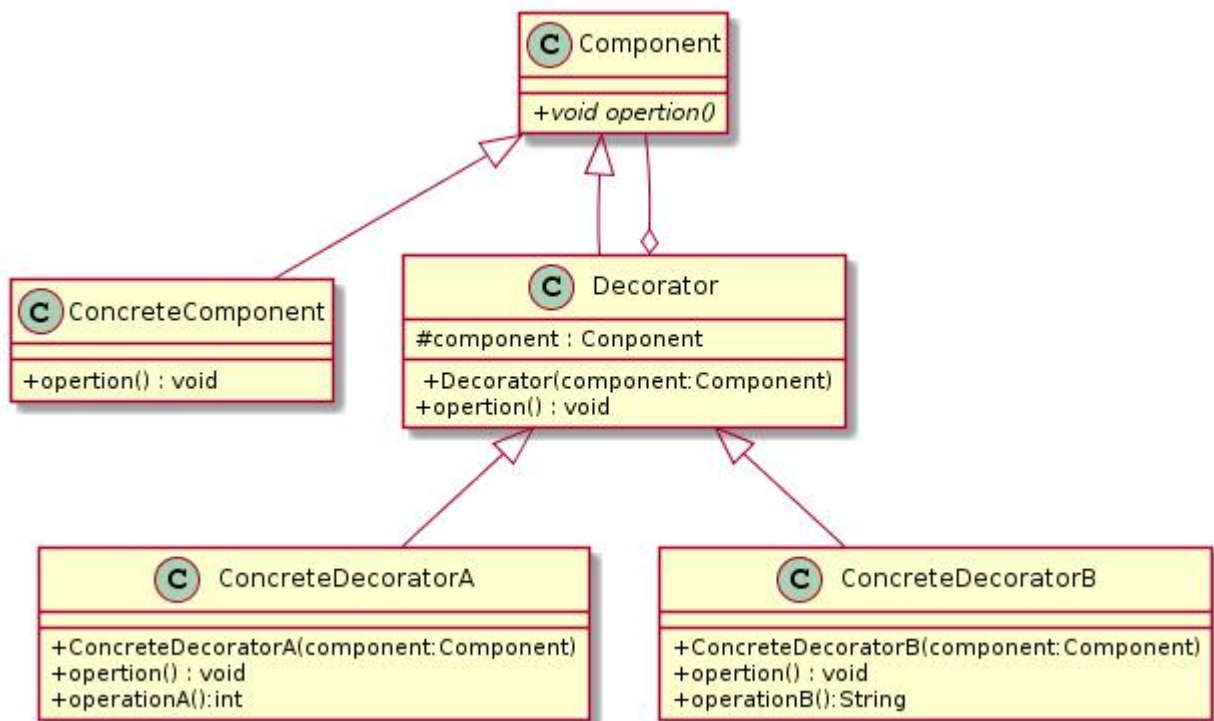 C Component
+void opertion()
C ConcreteComponent
+opertion() : void
C Decorator
#component : Conponent
+Decorator(component:Component)
+opertion() : void
C ConcreteDecoratorA
+ConcreteDecoratorA(component:Component)
+opertion() : void
+operationA():int
C ConcreteDecoratorB
+ConcreteDecoratorB(component:Component)
+opertion() : void
+operationB():String